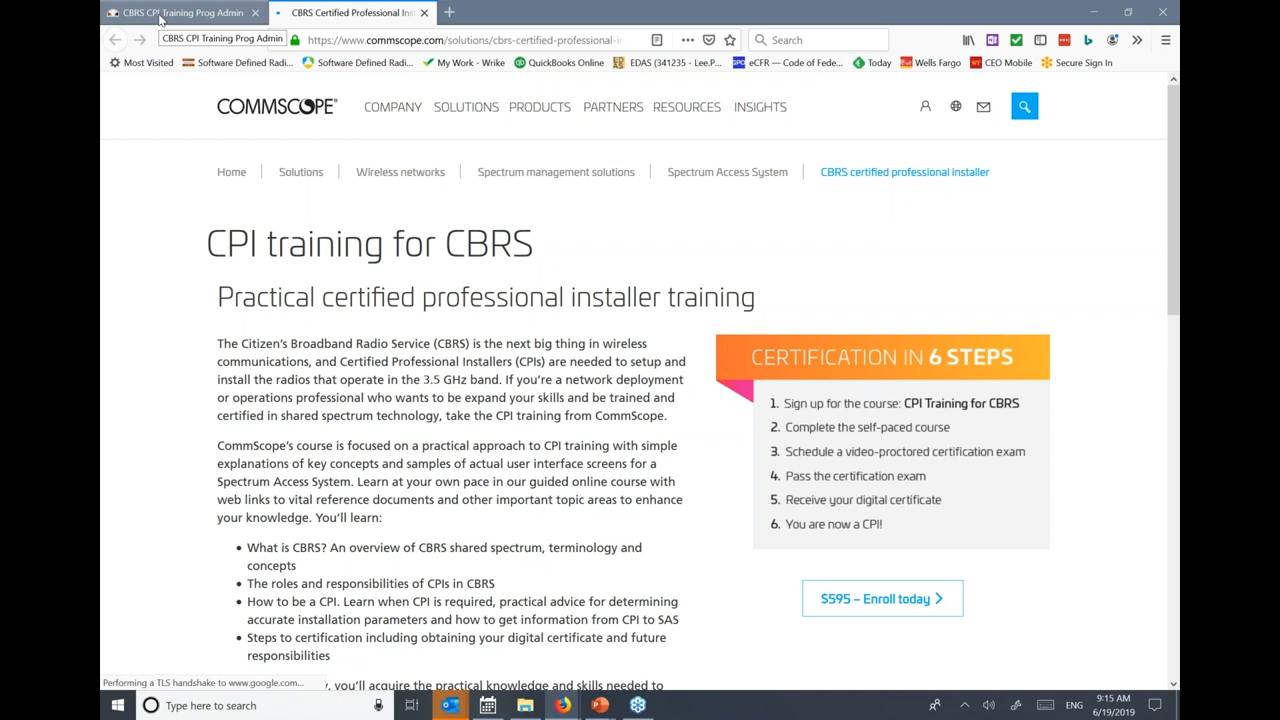 CBRS CPI Training Prog Admin
CBRS Certified Professional Ins
CBRS CPI Training Prog Admin
https://www.commscope.com/solutions/cbrs-certified-professional-i
Search
Most Visited
Software Defined Radi...
Software Defined Radi...
My Work - Wrike
QuickBooks Online
EDAS (341235 - Lee.P...
eCFR — Code of Fede...
Today
Wells Fargo
CEO Mobile
Secure Sign In
COMMSCOPE®
COMPANY
SOLUTIONS
PRODUCTS
PARTNERS
RESOURCES
INSIGHTS
Home
Solutions
Wireless networks
Spectrum management solutions
Spectrum Access System
CBRS certified professional installer
CPI training for CBRS
Practical certified professional installer training
The Citizen's Broadband Radio Service (CBRS) is the next big thing in wireless
communications, and Certified Professional Installers (CPIs) are needed to setup and
install the radios that operate in the 3.5 GHz band. If you're a network deployment
or operations professional who wants to be expand your skills and be trained and
certified in shared spectrum technology, take the CPI training from CommScope.
CommScope's course is focused on a practical approach to CPI training with simple
explanations of key concepts and samples of actual user interface screens for a
Spectrum Access System. Learn at your own pace in our guided online course with
web links to vital reference documents and other important topic areas to enhance
your knowledge. You'll learn:
• What is CBRS? An overview of CBRS shared spectrum, terminology and
concepts
• The roles and responsibilities of CPIs in CBRS
• How to be a CPI. Learn when CPI is required, practical advice for determining
accurate installation parameters and how to get information from CPI to SAS
• Steps to certification including obtaining your digital certificate and future
responsibilities
y, you'll acquire the practical knowledge and skills needed to
CERTIFICATION IN 6 STEPS
1. Sign up for the course: CPI Training for CBRS
2. Complete the self-paced course
3. Schedule a video-proctored certification exam
4. Pass the certification exam
5. Receive your digital certificate
6. You are now a CPI!
$595 – Enroll today
Performing a TLS handshake to www.google.com...
Type here to search
ENG
9:15 AM
6/19/2019